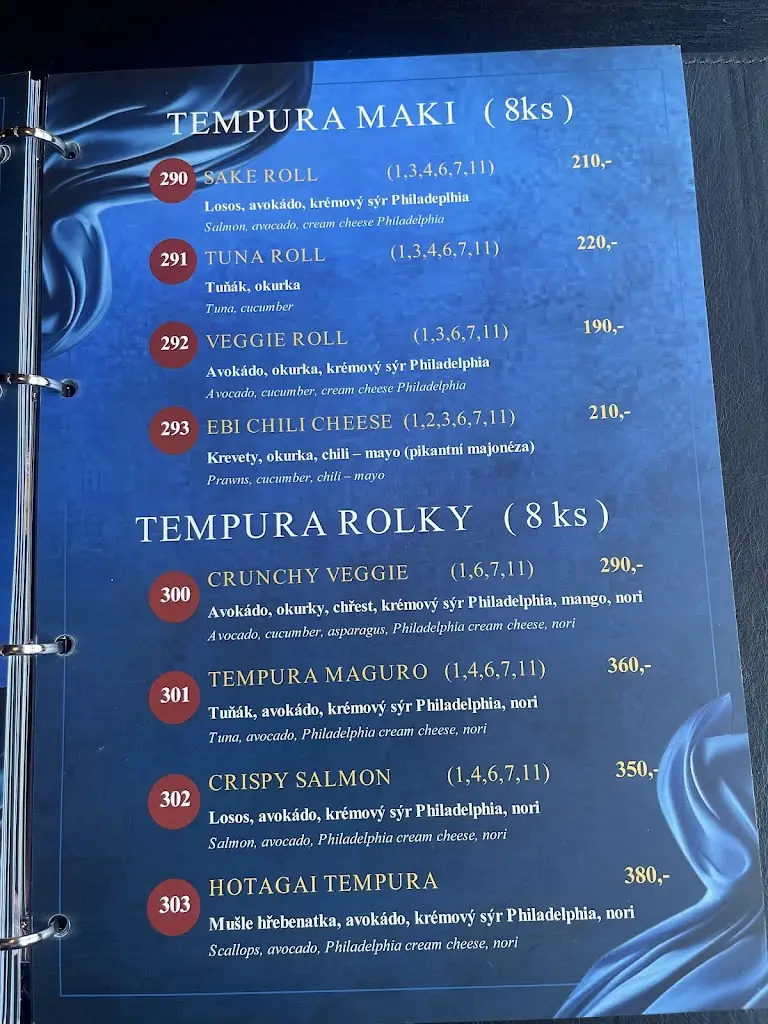 TEMPURA MAKI ( 8ks )
290 SAKE ROLL (1,3,4,6,7,11) 210,-
Losos, avokádo, krémový sýr Philadeplhia
Salmon, avocado, cream cheese Philadelphia
291 TUNA ROLL (1,3,4,6,7,11) 220,-
Tuňák, okurka
Tuna, cucumber
292 VEGGIE ROLL (1,3,6,7,11) 190,-
Avokádo, okurka, krémový sýr Philadelphia
Avocado, cucumber, cream cheese Philadelphia
293 EBI CHILI CHEESE (1,2,3,6,7,11) 210,-
Krevety, okurka, chili – mayo (pikantní majonéza)
Prawns, cucumber, chili – mayo
TEMPURA ROLKY ( 8 ks )
300 CRUNCHY VEGGIE (1,6,7,11) 290,-
Avokádo, okurky, chřest, krémový sýr Philadelphia, mango, nori
Avocado, cucumber, asparagus, Philadelphia cream cheese, nori
301 TEMPURA MAGURO (1,4,6,7,11) 360,-
Tuňák, avokádo, krémový sýr Philadelphia, nori
Tuna, avocado, Philadelphia cream cheese, nori
302 CRISPY SALMON (1,4,6,7,11) 350,-
Losos, avokádo, krémový sýr Philadelphia, nori
Salmon, avocado, Philadelphia cream cheese, nori
303 HOTAGAI TEMPURA 380,-
Mušle hřebenatka, avokádo, krémový sýr Philadelphia, nori
Scallops, avocado, Philadelphia cream cheese, nori